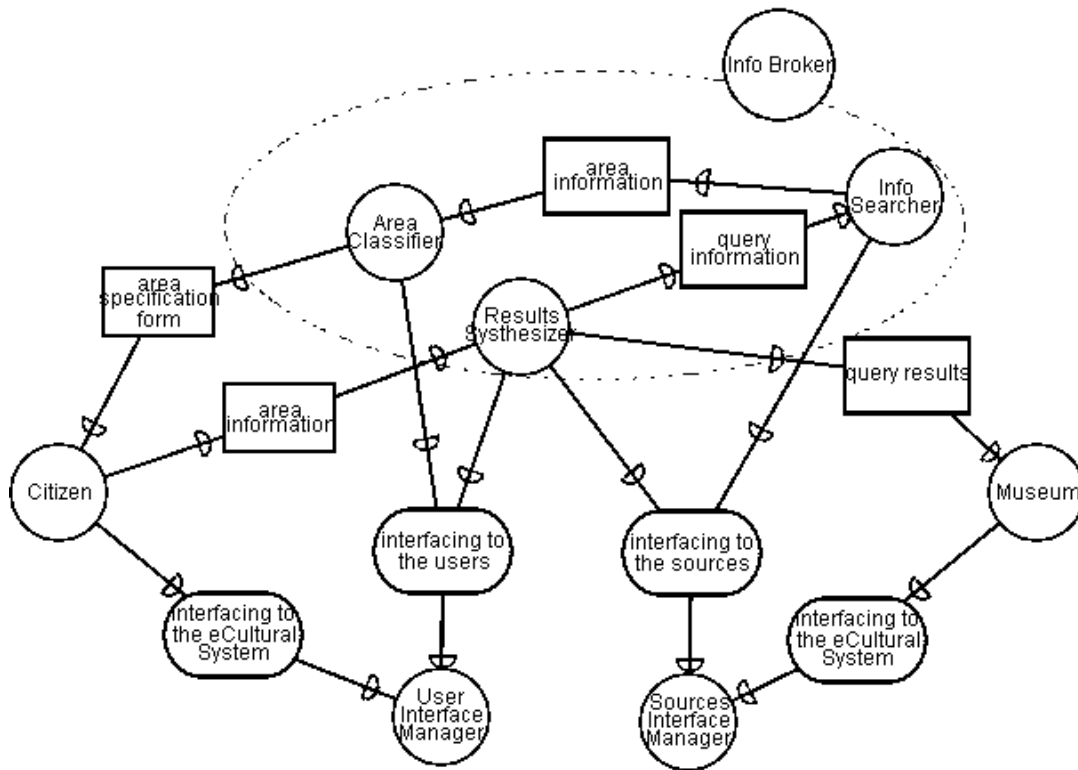 Info Broker
area
information
Info
Searcher
Area
Classifier
query
information
area
specification
form
Results
Systhesizer
query results
area
information
Citizen
Museum
interfacing to
the users
interfacing to
the sources
interfacing to
the eCultural
System
interfacing to
the eCultural
System
User
Interface
Manager
Sources
Interface
Manager